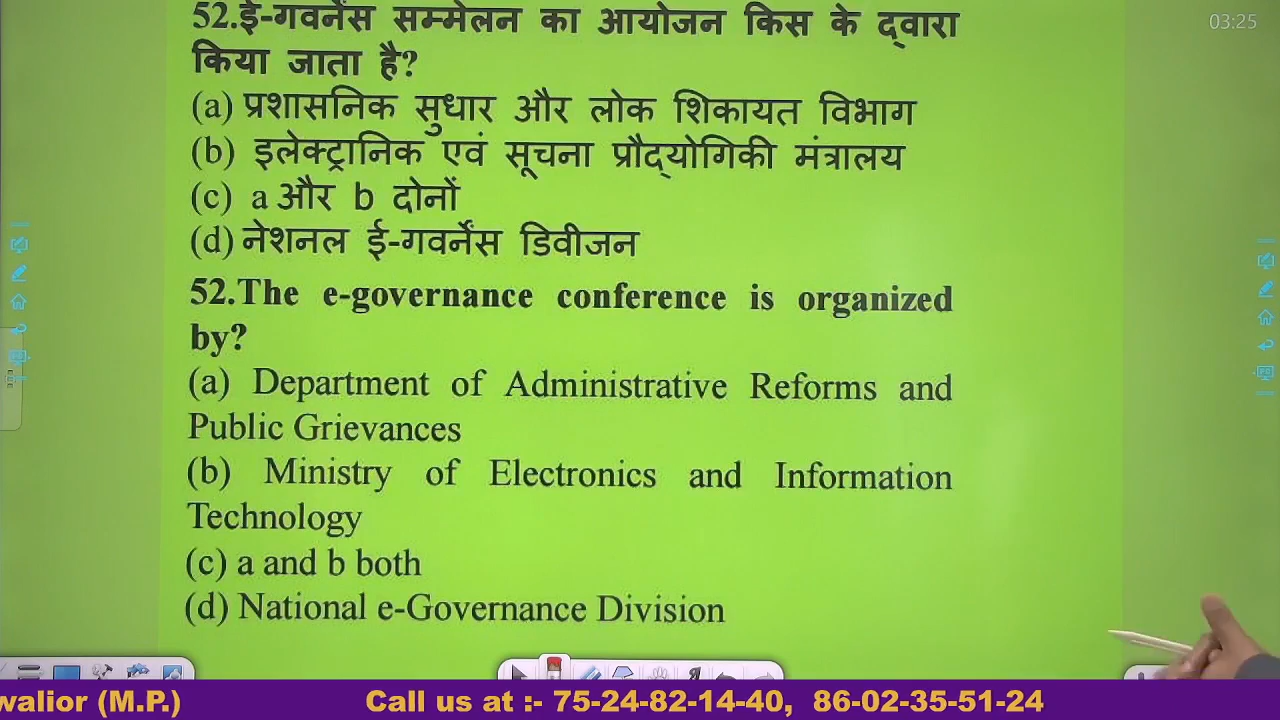 03:25
52.ई-गवर्नेंस सम्मेलन का आयोजन किस के द्वारा
किया जाता है?
(a) प्रशासनिक सुधार और लोक शिकायत विभाग
(b) इलेक्ट्रानिक एवं सूचना प्रौद्योगिकी मंत्रालय
(c) a और b दोनों
(d) नेशनल ई-गवर्नेंस डिवीजन
52.The e-governance conference is organized
by?
(a) Department of Administrative Reforms and
Public Grievances
(b) Ministry of Electronics and Information
Technology
(c) a and b both
(d) National e-Governance Division
walior (M.P.) Call us at :- 75-24-82-14-40, 86-02-35-51-24